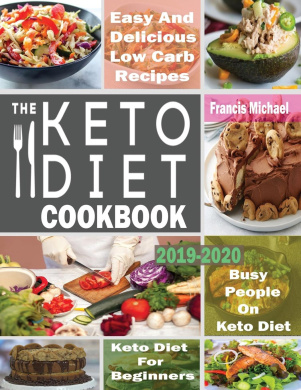 Easy And
Delicious
Low Carb
Recipes
THE KETO
DIET
COOKBOOK
Francis Michael
2019-2020
Busy
People
On
Keto Diet
Keto Diet
For
Beginners